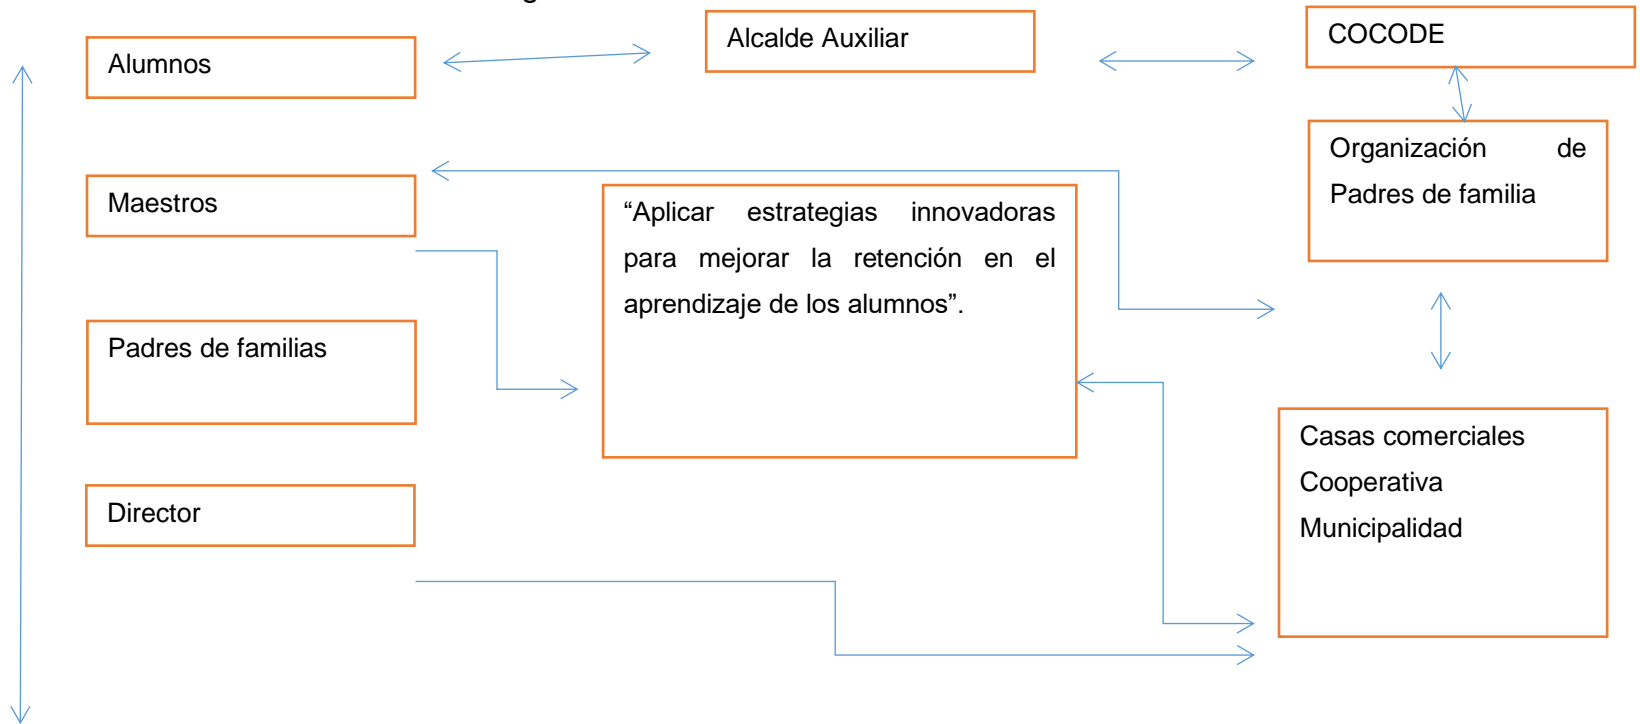 Alumnos
Alcalde Auxiliar
COCODE
Organización de
Padres de familia
Maestros
“Aplicar estrategias innovadoras
para mejorar la retención en el
aprendizaje de los alumnos”.
Padres de familias
Casas comerciales
Cooperativa
Municipalidad
Director